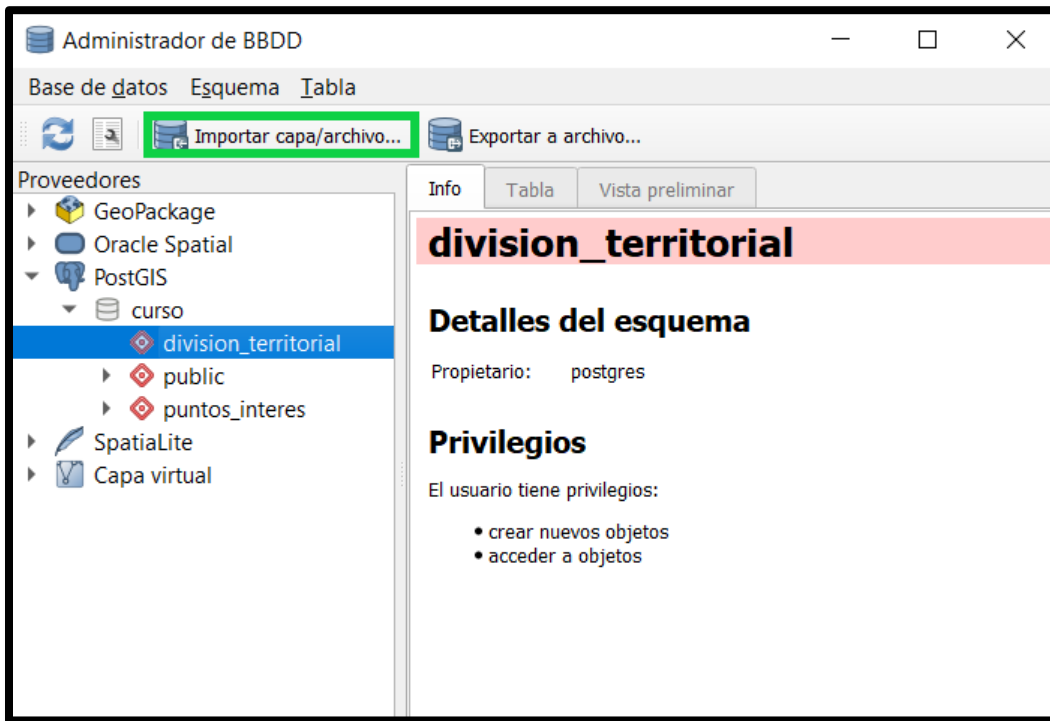 Administrador de BBDD
Base de datos Esquema Tabla
Importar capa/archivo... Exportar a archivo...
Proveedores
GeoPackage
Oracle Spatial
PostGIS
curso
division_territorial
public
puntos_interes
SpatiaLite
Capa virtual
Info Tabla Vista preliminar
division_territorial
Detalles del esquema
Propietario: postgres
Privilegios
El usuario tiene privilegios:
• crear nuevos objetos
• acceder a objetos